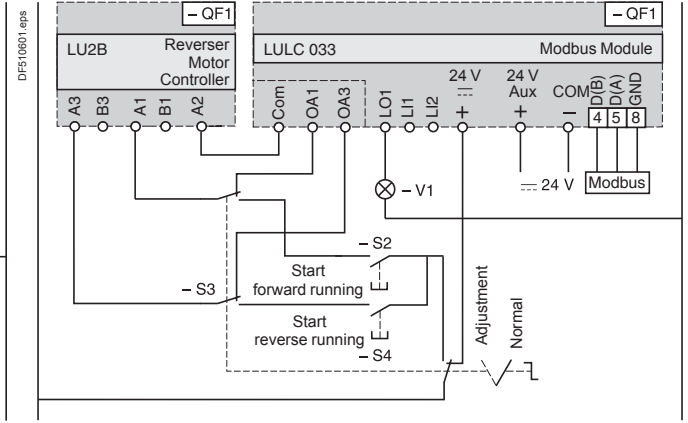 DF510601.eps
– QF1
– QF1
LU2B
Reverser
Motor
Controller
LULC 033
Modbus Module
A3
B3
A1
B1
A2
Com
OA1
OA3
LO1
LI1
LI2
24 V
+
24 V
Aux
+
COM
–
D(B)
D(A)
GND
4
5
8
24 V
Modbus
– V1
– S2
Start
forward running
– S3
Start
reverse running
– S4
Adjustment
Normal